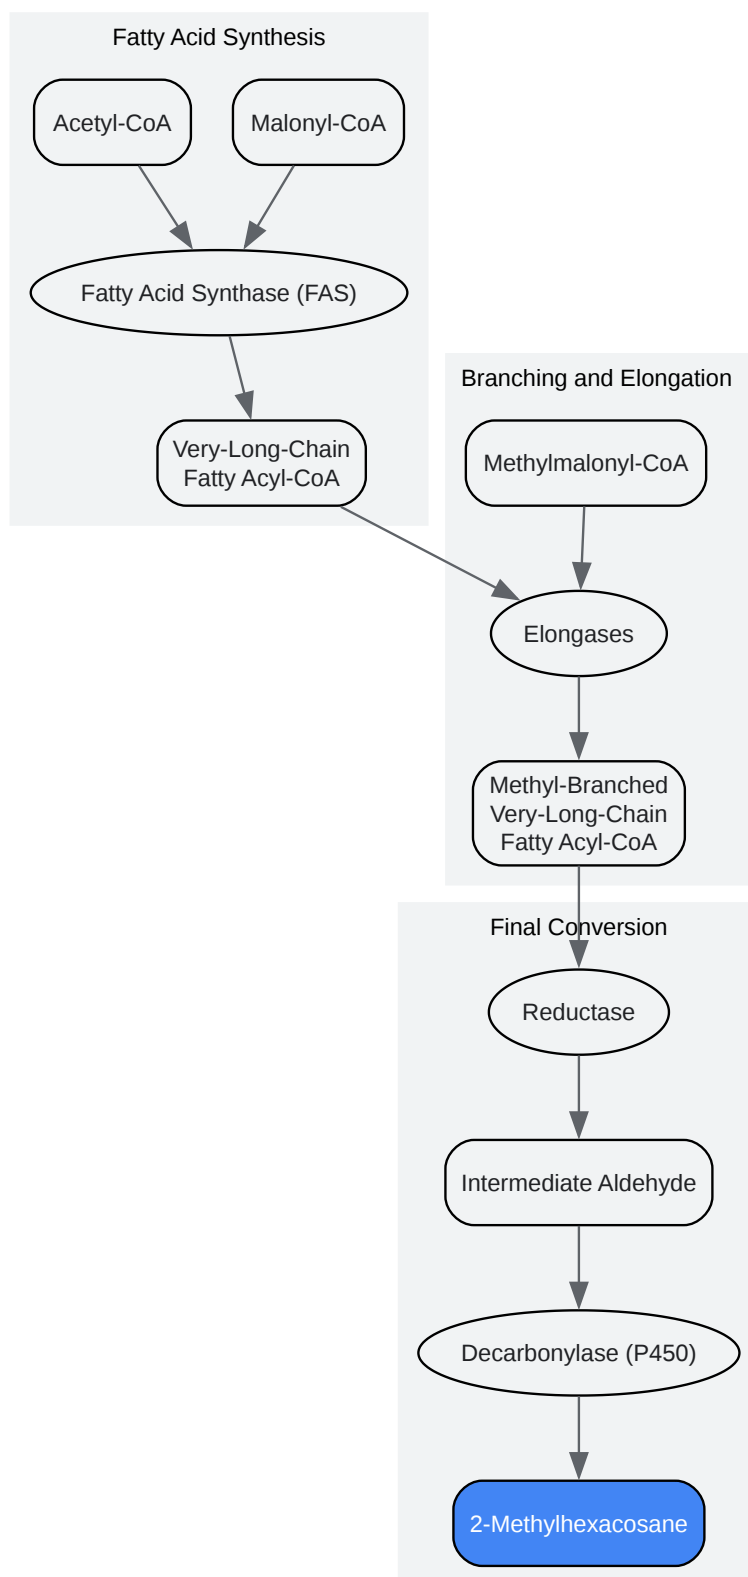 Fatty Acid Synthesis
Acetyl-CoA
Malonyl-CoA
Fatty Acid Synthase (FAS)
Very-Long-Chain
Fatty Acyl-CoA
Branching and Elongation
Methylmalonyl-CoA
Elongases
Methyl-Branched
Very-Long-Chain
Fatty Acyl-CoA
Final Conversion
Reductase
Intermediate Aldehyde
Decarbonylase (P450)
2-Methylhexacosane